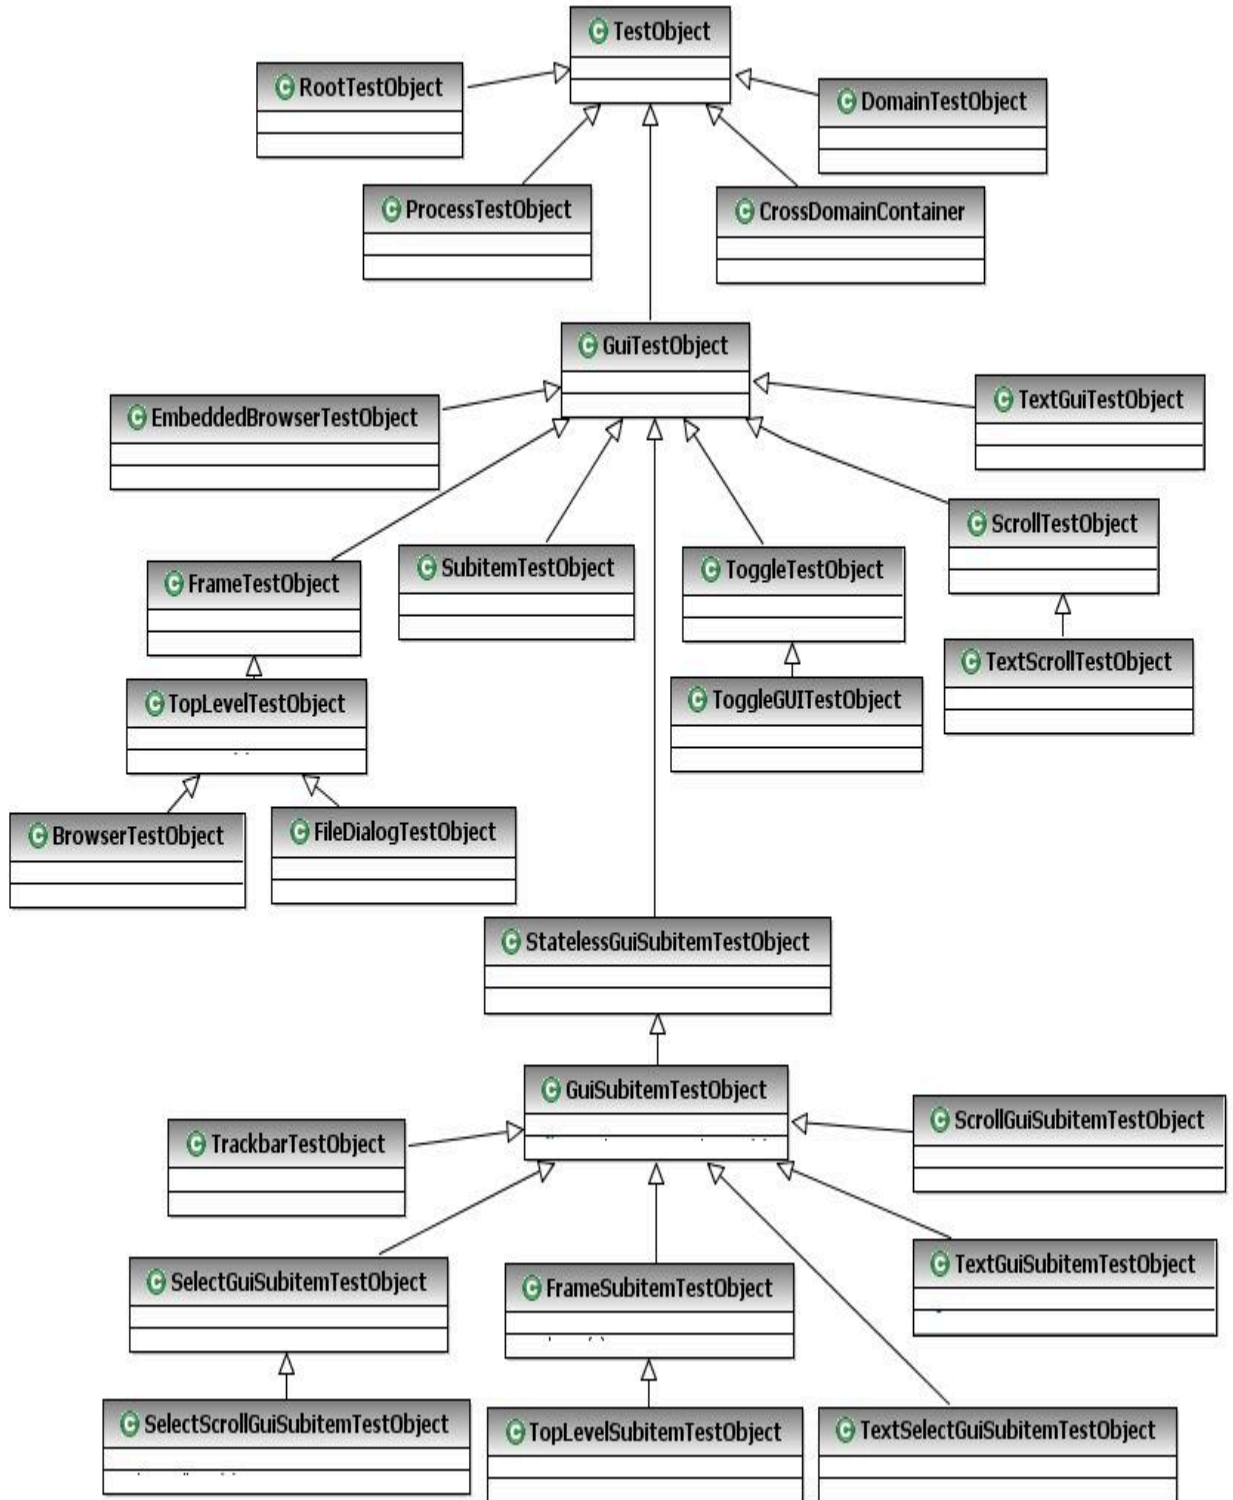 TestObject
RootTestObject
DomainTestObject
ProcessTestObject
CrossDomainContainer
GuiTestObject
EmbeddedBrowserTestObject
TextGuiTestObject
ScrollTestObject
FrameTestObject
SubitemTestObject
ToggleTestObject
TextScrollTestObject
TopLevelTestObject
ToggleGUITestObject
BrowserTestObject
FileDialogTestObject
StatelessGuiSubitemTestObject
GuiSubitemTestObject
TrackbarTestObject
ScrollGuiSubitemTestObject
SelectGuiSubitemTestObject
FrameSubitemTestObject
TextGuiSubitemTestObject
SelectScrollGuiSubitemTestObject
TopLevelSubitemTestObject
TextSelectGuiSubitemTestObject